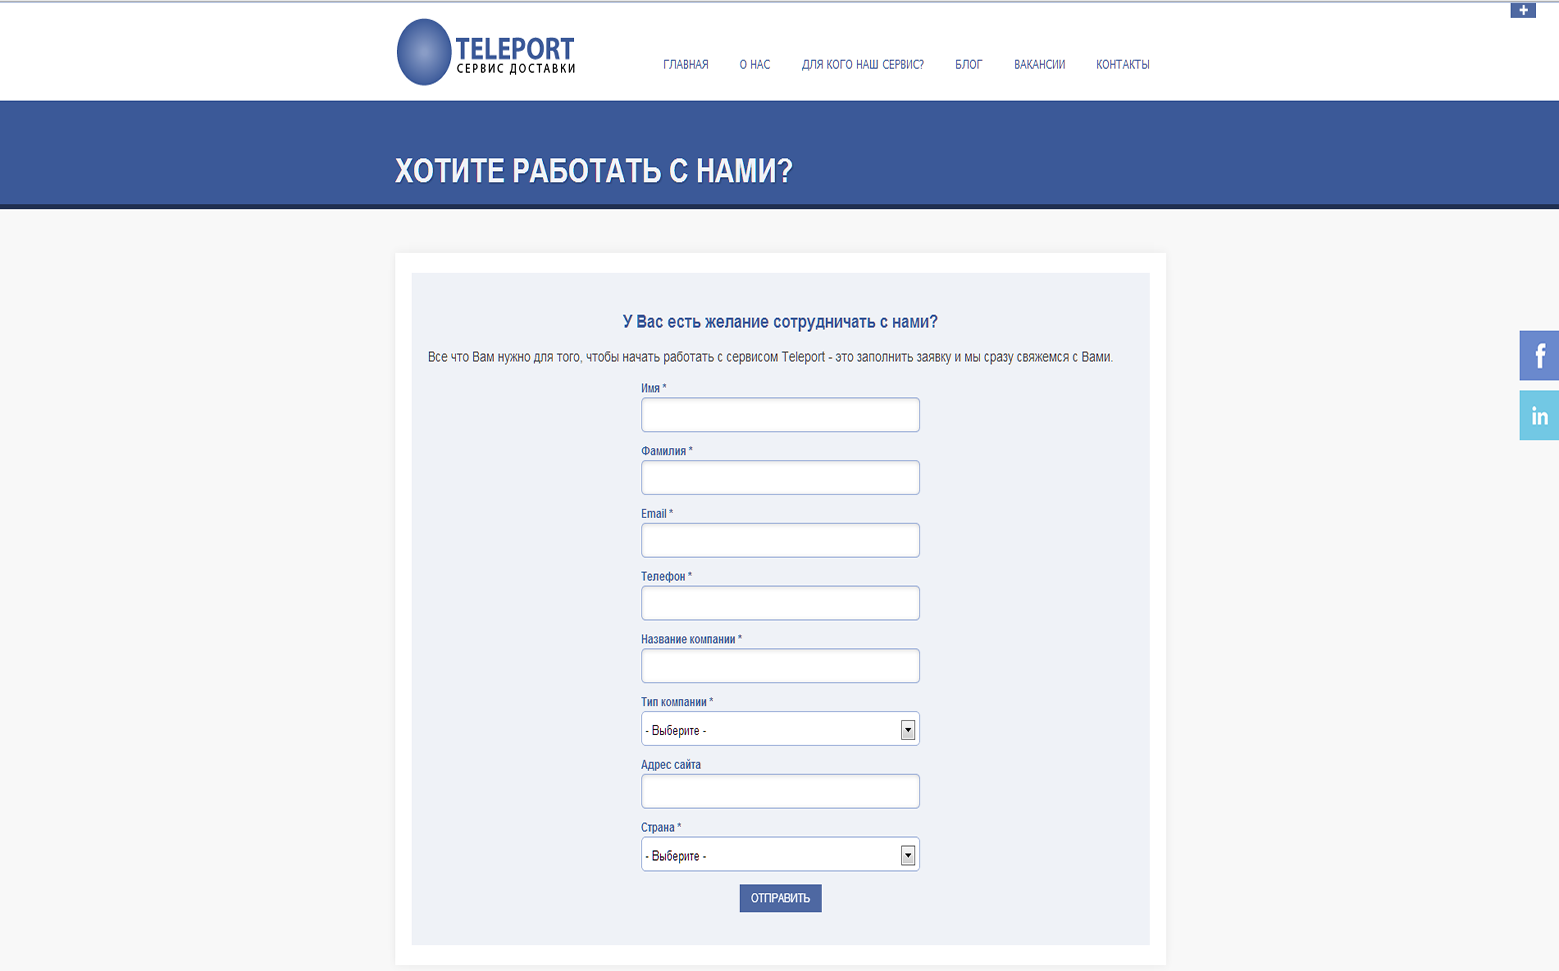 TELEPORT
СЕРВИС ДОСТАВКИ
ГЛАВНАЯ О НАС ДЛЯ КОГО НАШ СЕРВИС? БЛОГ ВАКАНСИИ КОНТАКТЫ
ХОТИТЕ РАБОТАТЬ С НАМИ?
У Вас есть желание сотрудничать с нами?
Все что Вам нужно для того, чтобы начать работать с сервисом Teleport - это заполнить заявку и мы сразу свяжемся с Вами.
Имя *
Фамилия *
Email *
Телефон *
Название компании *
Тип компании *
- Выберите -
Адрес сайта
Страна *
- Выберите -
ОТПРАВИТЬ
f
in